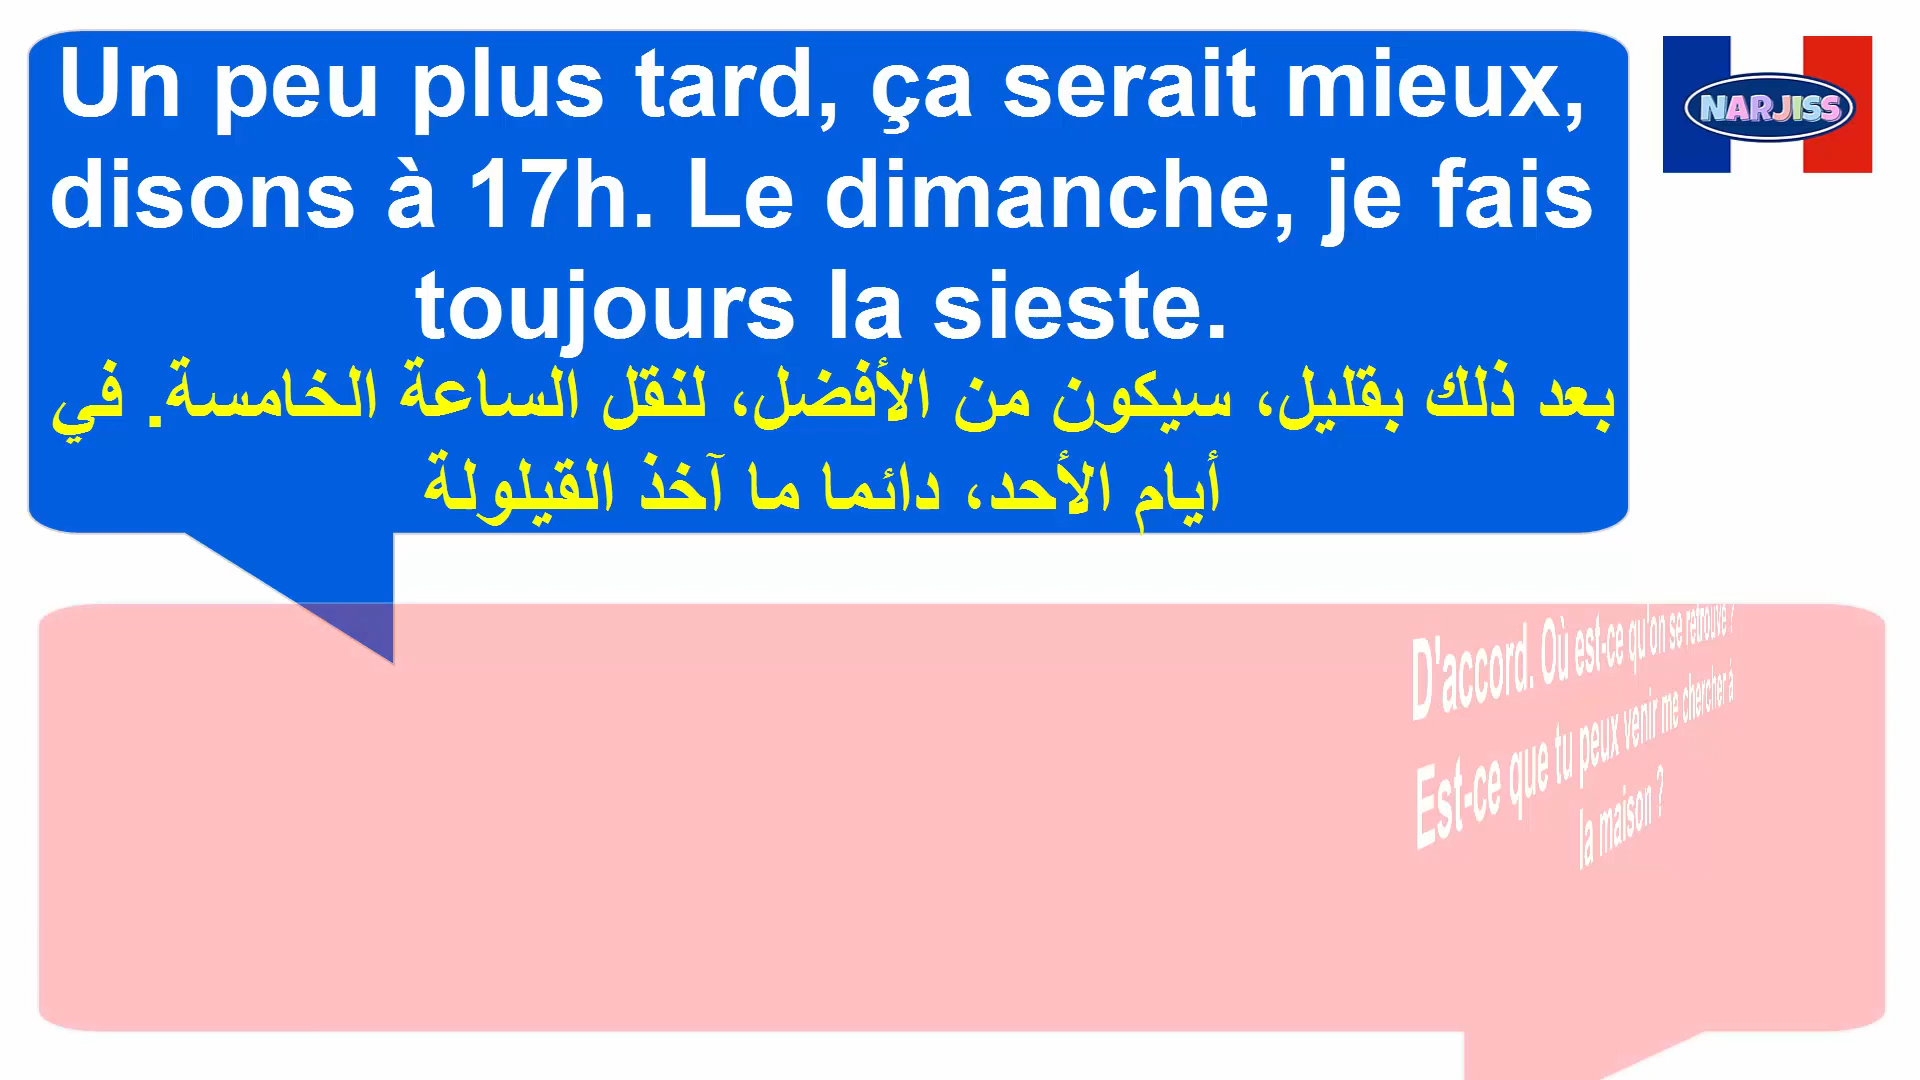 Un peu plus tard, ça serait mieux,
disons à 17h. Le dimanche, je fais
toujours la sieste.
بعد ذلك بقليل، سيكون من الأفضل، لنقل الساعة الخامسة. في
أيام الأحد، دائما ما آخذ القيلولة
NARJISS
D'accord. Où est-ce qu'on se retrouve ?
Est-ce que tu peux venir me chercher à
la maison ?